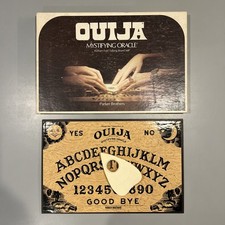 OUIJA
MYSTIFYING ORACLE
Parker Brothers
YES OUIJA NO
ABCDEFGHIJKLM
NOPQRSTUVWXYZ
1234567890
GOOD BYE